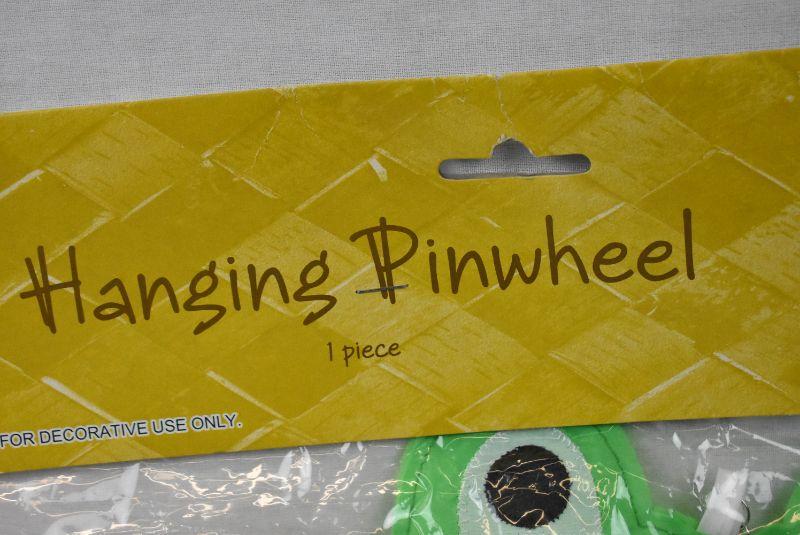 Hanging Pinwheel
1 piece
FOR DECORATIVE USE ONLY.